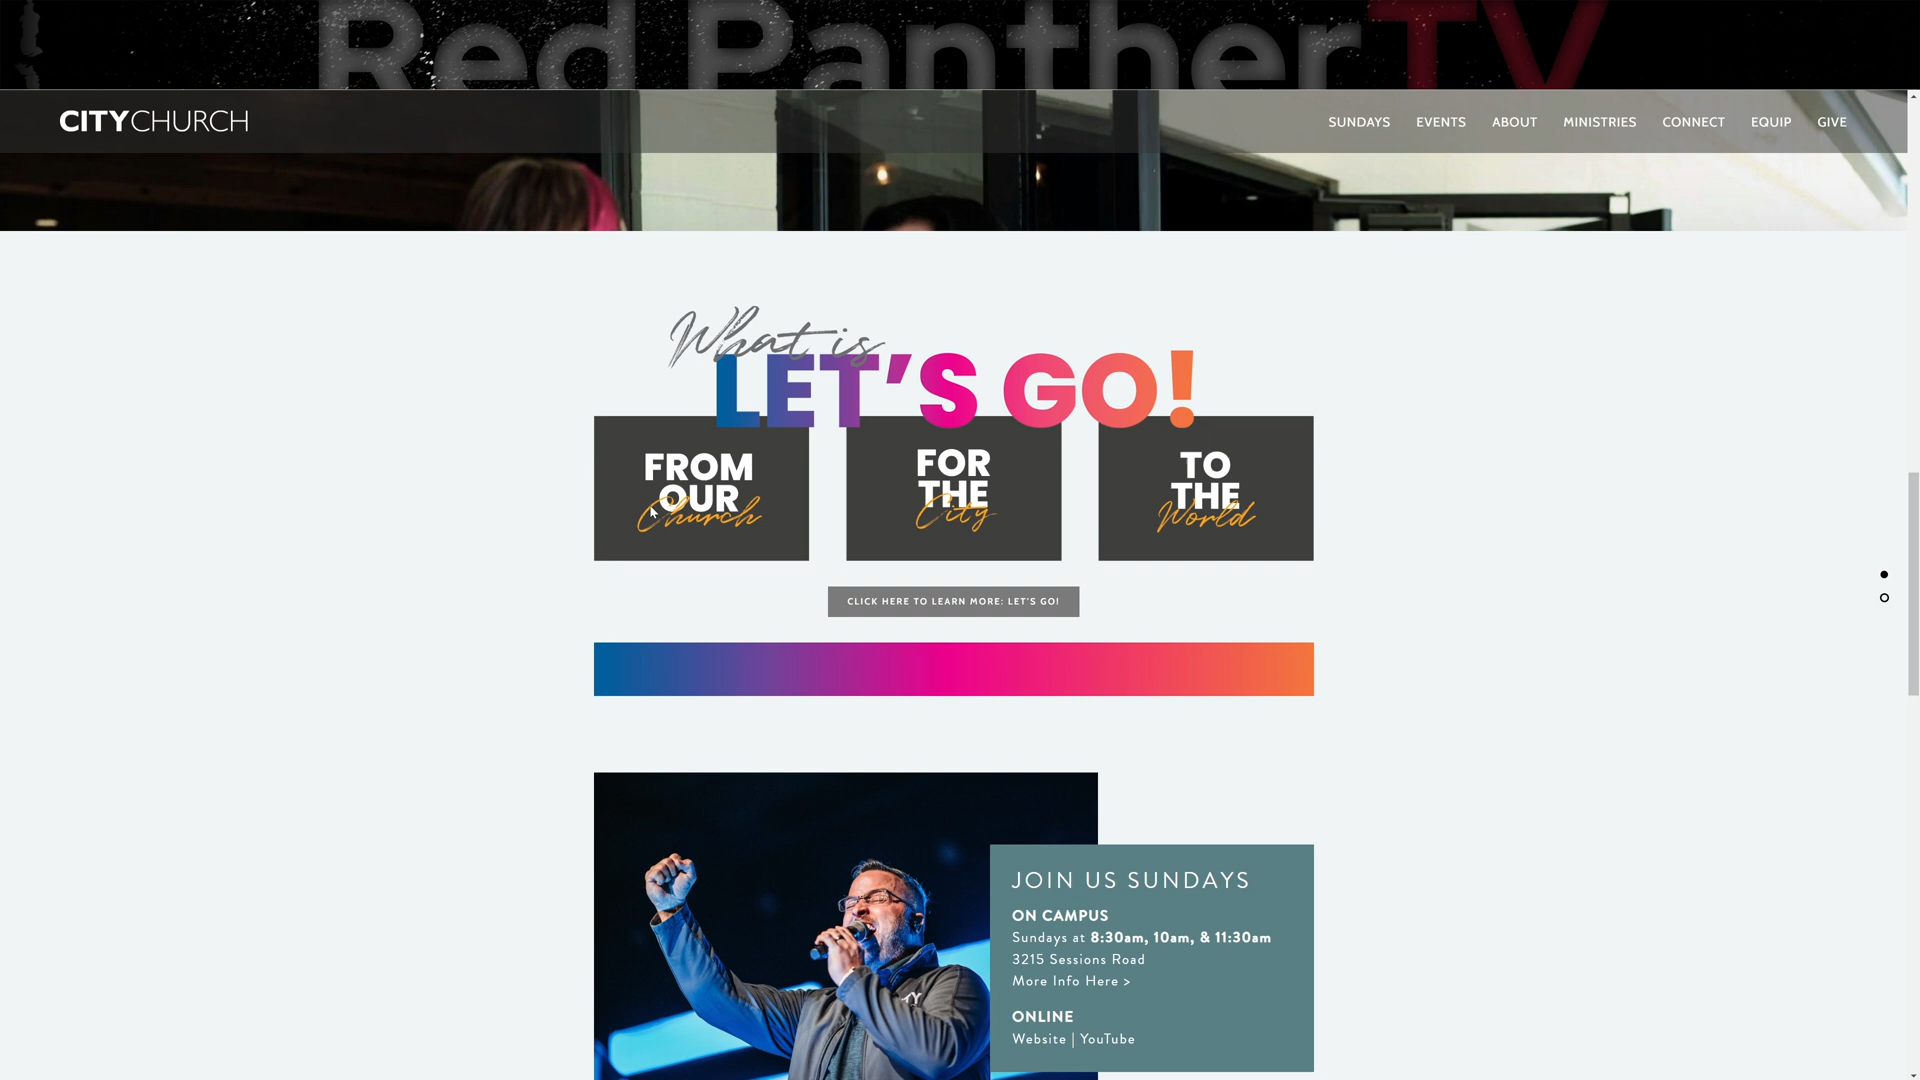 Red Panther TV
CITYCHURCH
SUNDAYS EVENTS ABOUT MINISTRIES CONNECT EQUIP GIVE
What is
LET'S GO!
FROM
OUR
Church
FOR
THE
City
TO
THE
World
CLICK HERE TO LEARN MORE: LET'S GO!
JOIN US SUNDAYS
ON CAMPUS
Sundays at 8:30am, 10am, & 11:30am
3215 Sessions Road
More Info Here >
ONLINE
Website | YouTube